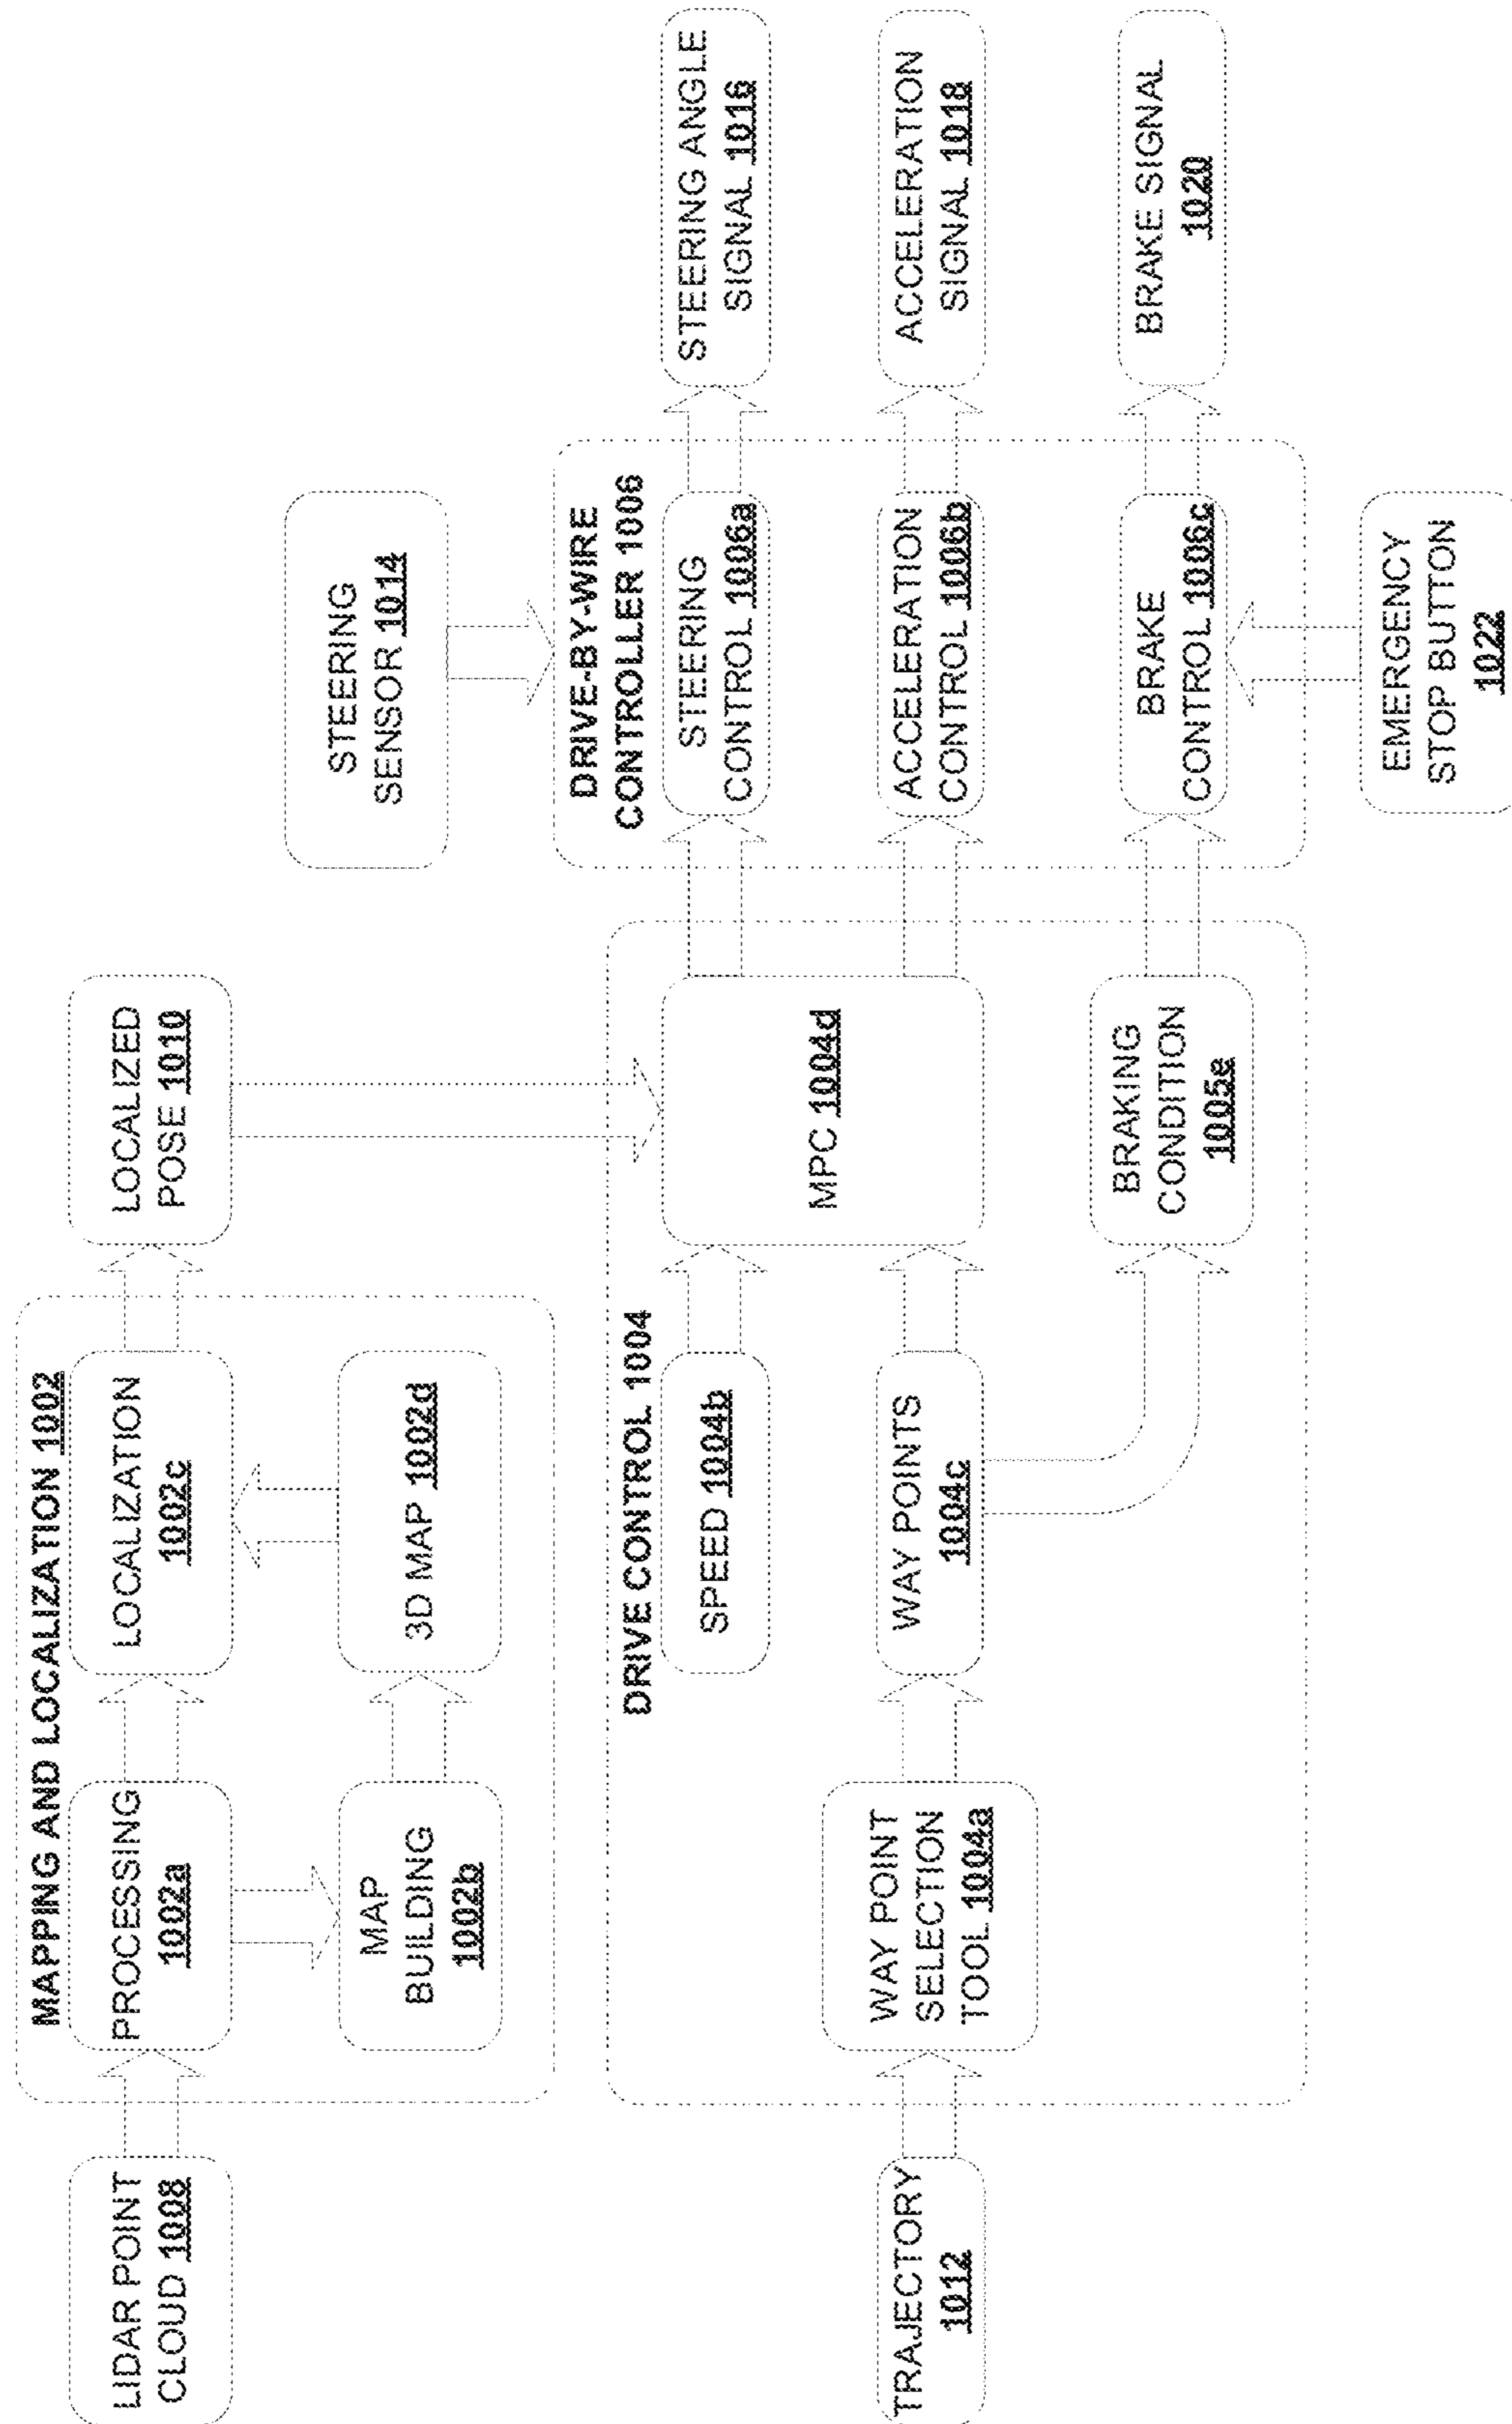 LIDAR POINT
CLOUD 1008
MAPPING AND LOCALIZATION 1002
PROCESSING
1002a
LOCALIZATION
1002c
MAP
BUILDING
1002b
3D MAP 1002d
LOCALIZED
POSE 1010
STEERING
SENSOR 1014
TRAJECTORY
1012
DRIVE CONTROL 1004
WAY POINT
SELECTION
TOOL 1004a
SPEED 1004b
WAY POINTS
1004c
MPC 1004d
BRAKING
CONDITION
1005e
DRIVE-BY-WIRE
CONTROLLER 1006
STEERING
CONTROL 1006a
ACCELERATION
CONTROL 1006b
BRAKE
CONTROL 1006c
STEERING ANGLE
SIGNAL 1016
ACCELERATION
SIGNAL 1018
BRAKE SIGNAL
1020
EMERGENCY
STOP BUTTON
1022